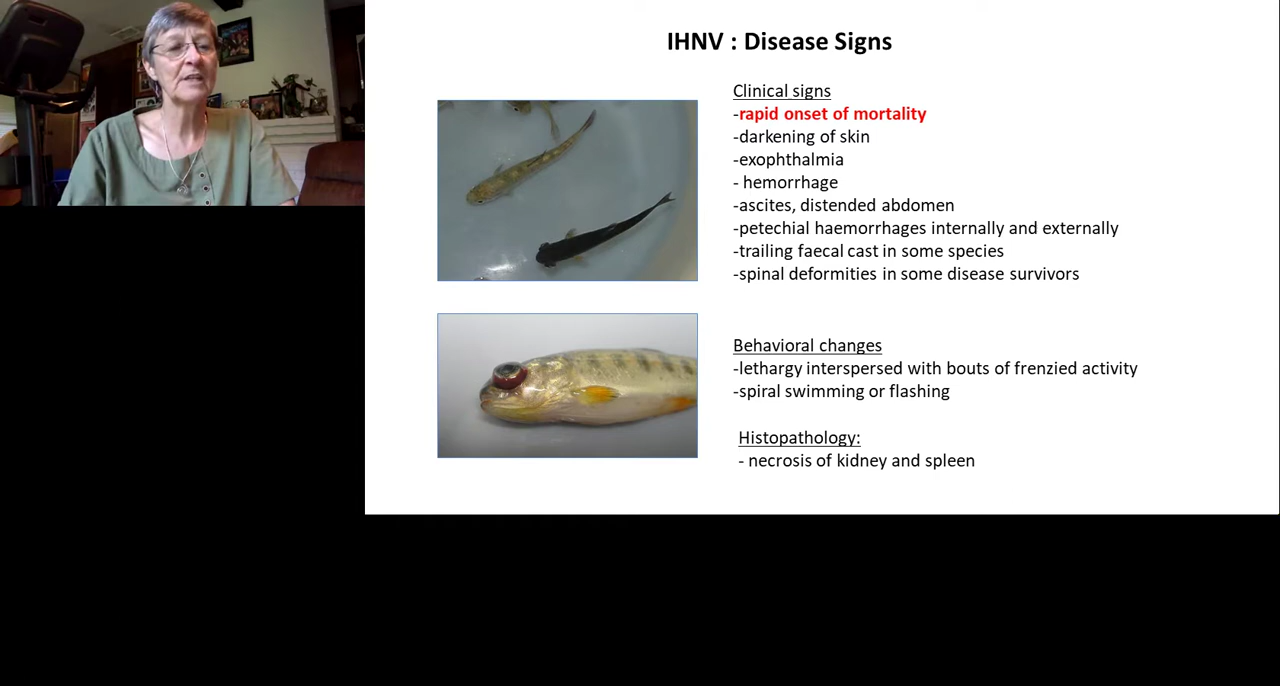 IHNV : Disease Signs
Clinical signs
-rapid onset of mortality
-darkening of skin
-exophthalmia
- hemorrhage
-ascites, distended abdomen
-petechial haemorrhages internally and externally
-trailing faecal cast in some species
-spinal deformities in some disease survivors
Behavioral changes
-lethargy interspersed with bouts of frenzied activity
-spiral swimming or flashing
Histopathology:
- necrosis of kidney and spleen